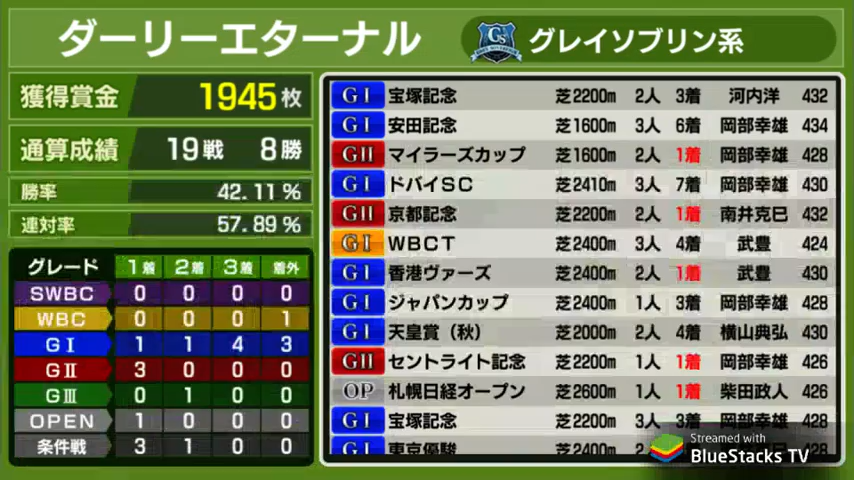 ダーリーエターナル
GS
グレイソブリン系
獲得賞金 1945枚
通算成績 19戦 8勝
勝率 42.11%
連対率 57.89%
グレード 1着 2着 3着 着外
SWBC 0 0 0 0
WBC 0 0 0 1
GⅠ 1 1 4 3
GⅡ 3 0 0 0
GⅢ 0 1 0 0
OPEN 1 0 0 0
条件戦 3 1 0 0
GⅠ 宝塚記念 芝2200m 2人 3着 河内洋 432
GⅠ 安田記念 芝1600m 3人 6着 岡部幸雄 434
GⅡ マイラーズカップ 芝1600m 2人 1着 岡部幸雄 428
GⅠ ドバイSC 芝2410m 3人 7着 岡部幸雄 430
GⅡ 京都記念 芝2200m 2人 1着 南井克巳 432
GⅠ WBCT 芝2400m 3人 4着 武豊 424
GⅠ 香港ヴァーズ 芝2400m 2人 1着 武豊 430
GⅠ ジャパンカップ 芝2400m 1人 3着 岡部幸雄 428
GⅠ 天皇賞（秋） 芝2000m 2人 4着 横山典弘 430
GⅡ セントライト記念 芝2200m 1人 1着 岡部幸雄 426
OP 札幌日経オープン 芝2600m 1人 1着 柴田政人 426
GⅠ 宝塚記念 芝2200m 3人 3着 岡部幸雄 428
GⅠ 東京優駿 芝2400m
Streamed with
BlueStacks TV